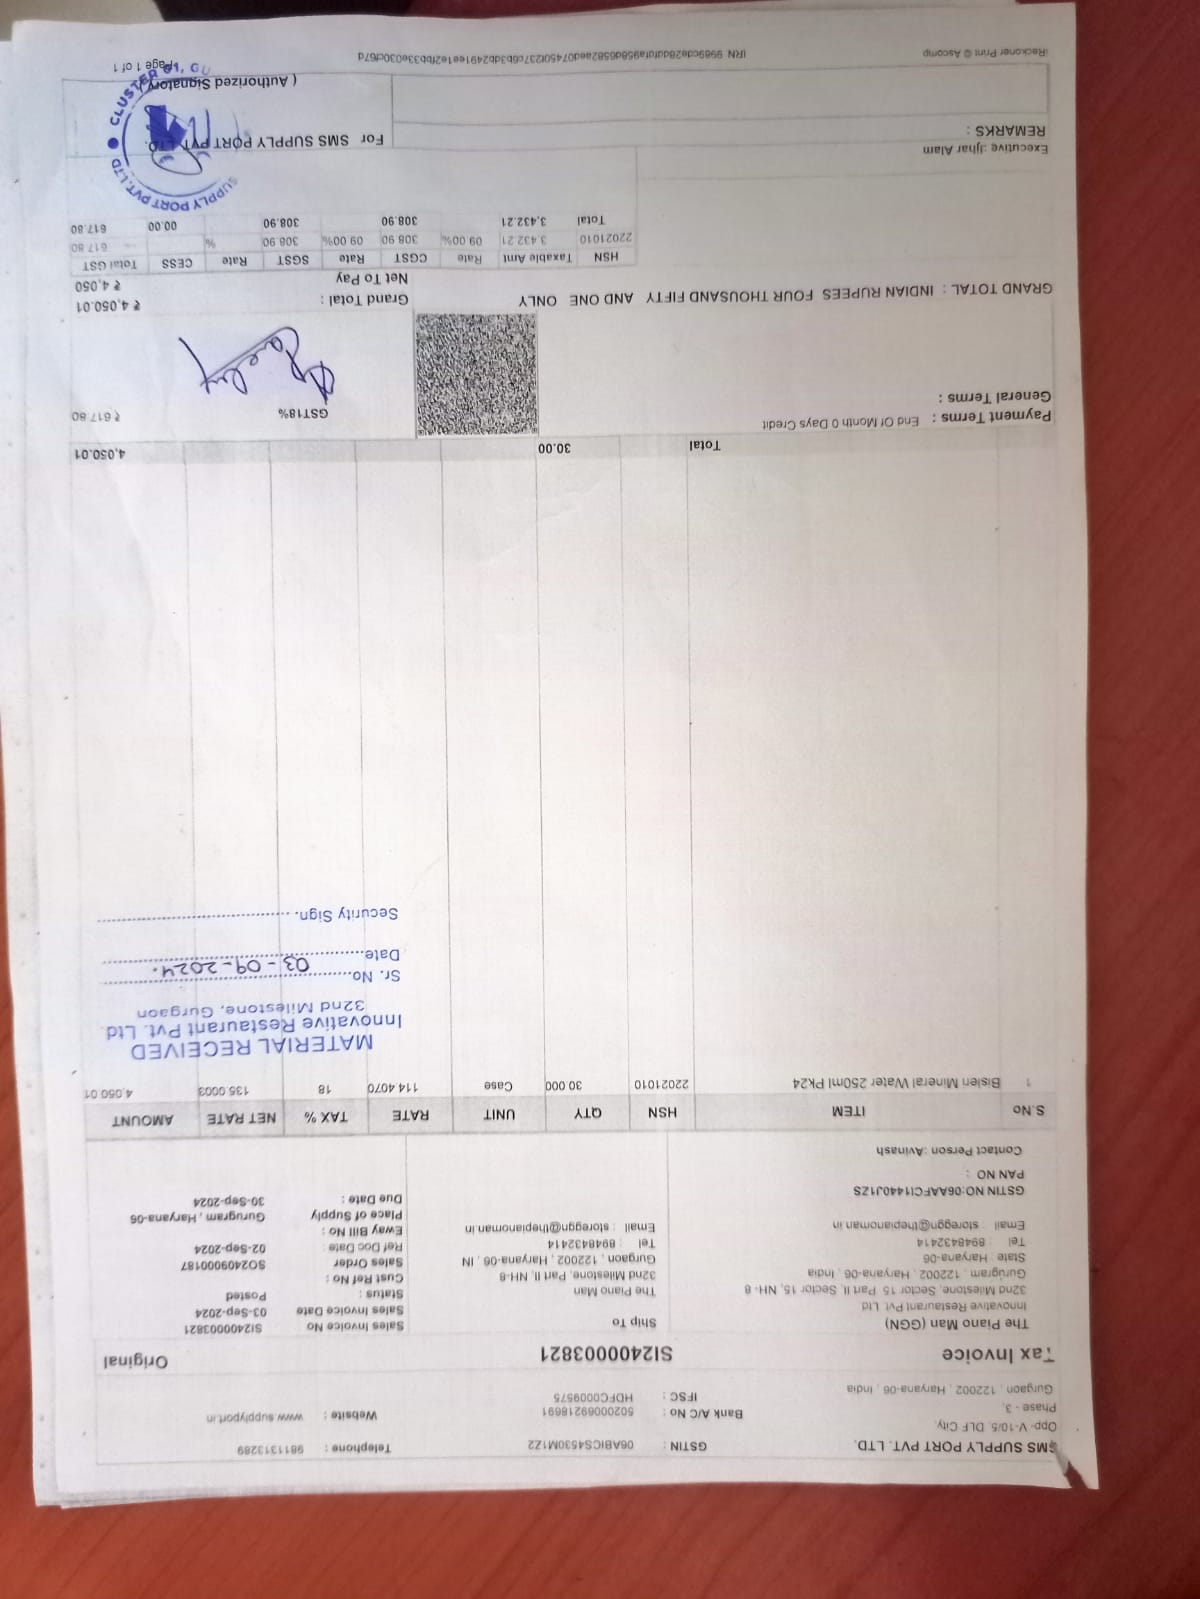 SMS SUPPLY PORT PVT. LTD.
Opp- V-10/5, DLF City,
Phase - 3,
Gurgaon , 122002 , Haryana-06 , India
GSTIN : 06ABICS4530M1ZZ
Bank A/C No : 50200069218691
IFSC : HDFC0009575
Telephone : 9811313289
Website : www.supplyport.in
Tax Invoice SI2400003821 Original
The Piano Man (GGN)
Innovative Restaurant Pvt. Ltd
32nd Milestone, Sector 15 Part II, Sector 15, NH- 8
Gurugram , 122002 , Haryana-06 , India
State : Haryana-06
Tel : 8948432414
Email : storeggn@thepianoman.in
GSTIN NO:06AAFCI1440J1ZS
PAN NO :
Contact Person :Avinash
Ship To
The Piano Man
32nd Milestone, Part II, NH-8
Gurgaon , 122002 , Haryana-06 , IN
Tel : 8948432414
Email : storeggn@thepianoman.in
Sales Invoice No SI2400003821
Sales Invoice Date 03-Sep-2024
Status : Posted
Cust Ref No :
Sales Order SO2409000187
Ref Doc Date : 02-Sep-2024
Eway Bill No :
Place of Supply Gurugram , Haryana-06
Due Date : 30-Sep-2024
S.No ITEM HSN QTY UNIT RATE TAX % NET RATE AMOUNT
1 Bisleri Mineral Water 250ml Pk24 22021010 30.000 Case 114.4070 18 135.0003 4,050.01
MATERIAL RECEIVED
Innovative Restaurant Pvt. Ltd.
32nd Milestone, Gurgaon
Sr. No.
Date 03-09-2024.
Security Sign.
Total 30.00 4,050.01
Payment Terms : End Of Month 0 Days Credit
General Terms :
GST18% ₹ 617.80
GRAND TOTAL : INDIAN RUPEES FOUR THOUSAND FIFTY AND ONE ONLY
Grand Total : ₹ 4,050.01
Net To Pay ₹ 4,050
HSN Taxable Amt Rate CGST Rate SGST Rate CESS Total GST
22021010 3,432.21 09.00% 308.90 09.00% 308.90 % 617.80
Total 3,432.21 308.90 308.90 00.00 617.80
Executive :Ijhar Alam
REMARKS :
For SMS SUPPLY PORT PVT. LTD.
SUPPLY PORT PVT. LTD
CLUSTER
( Authorized Signatory )
iReckoner Print @ Ascomp
Page 1 of 1